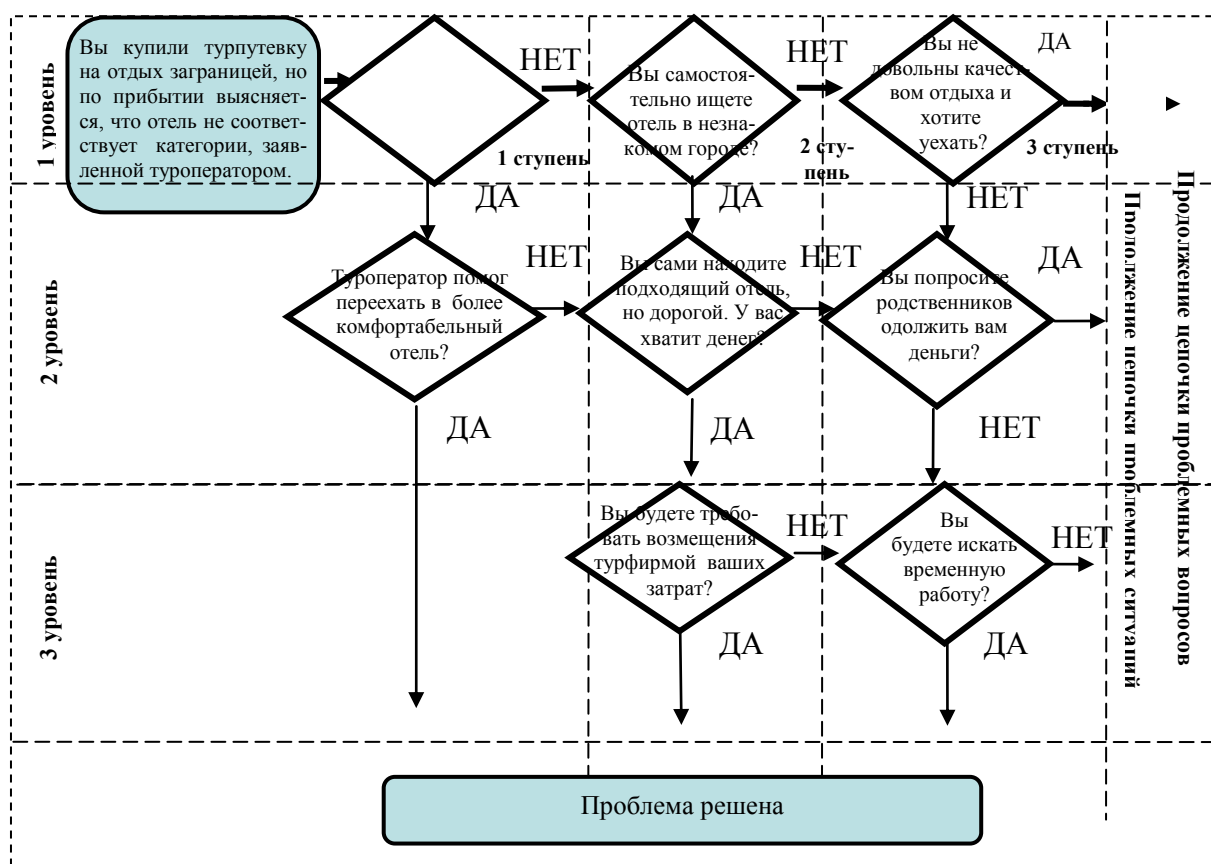 1 уровень
Вы купили турпутевку
на отдых заграницей, но
по прибытии выясняет-
ся, что отель не соответ-
ствует категории, заяв-
ленной туроператором.
НЕТ
1 ступень
Вы самостоя-
тельно ищете
отель в незна-
комом городе?
НЕТ
2 сту-
пень
Вы не
довольны качест-
вом отдыха и
хотите
уехать?
ДА
3 ступень
ДА
ДА
НЕТ
2 уровень
Туроператор помог
переехать в более
комфортабельный
отель?
НЕТ
Вы сами находите
подходящий отель,
но дорогой. У вас
хватит денег?
НЕТ
Вы попросите
родственников
одолжить вам
деньги?
ДА
ДА
ДА
НЕТ
3 уровень
Вы будете требо-
вать возмещения
турфирмой ваших
затрат?
НЕТ
Вы
будете искать
временную
работу?
НЕТ
ДА
ДА
Продолжение цепочки проблемных ситуаций
Продолжение цепочки проблемных вопросов
Проблема решена